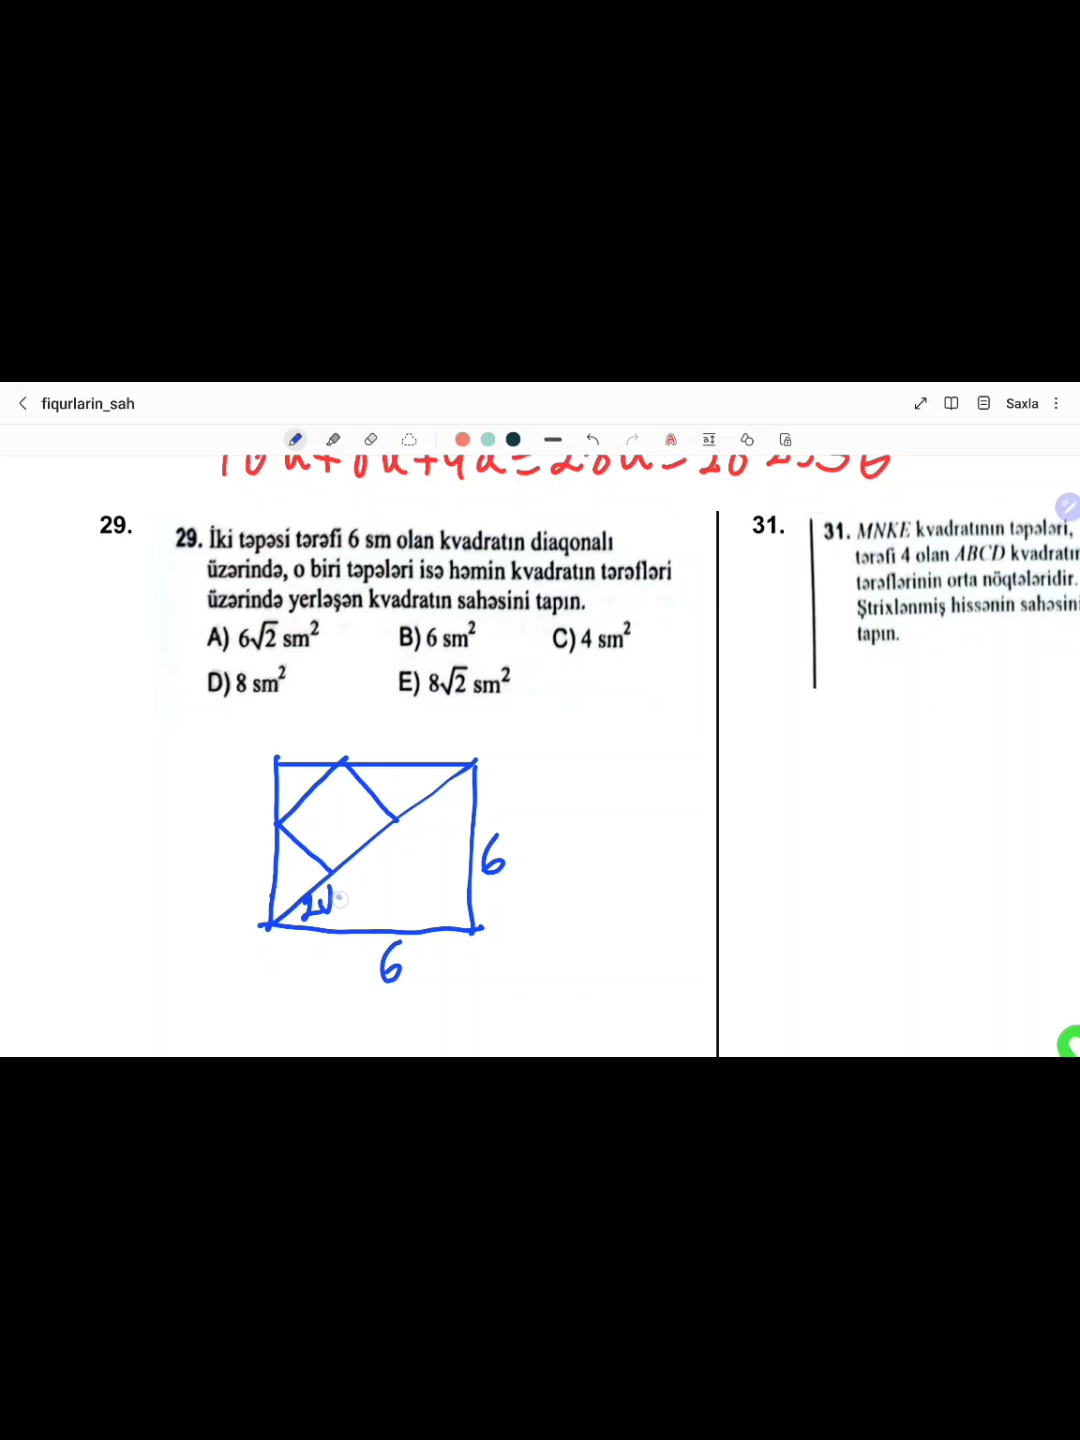 fiqurlarin_sah
Saxla
29.
29. İki təpəsi tərəfi 6 sm olan kvadratın diaqonalı
üzərində, o biri təpələri isə həmin kvadratın tərəfləri
üzərində yerləşən kvadratın sahəsini tapın.
A) 6√2 sm²
B) 6 sm²
C) 4 sm²
D) 8 sm²
E) 8√2 sm²
6
6
31.
31. MNKE kvadratının təpələri,
tərəfi 4 olan ABCD kvadratın
tərəflərinin orta nöqtələridir.
Ştrixlənmiş hissənin sahəsini
tapın.